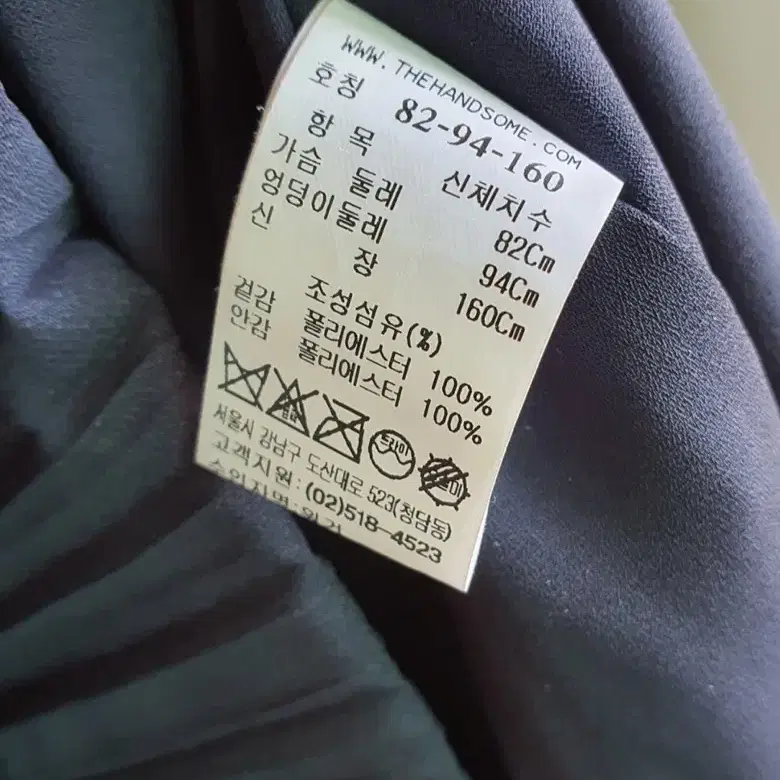 WWW.THEHANDSOME.COM
호칭 82-94-160
항 목 신체치수
가슴 둘레 82Cm
엉덩이둘레 94Cm
신 장 160Cm
조성섬유(%)
겉감 폴리에스터 100%
안감 폴리에스터 100%
서울시 강남구 도산대로 523(청담동)
고객지원:(02)518-4523